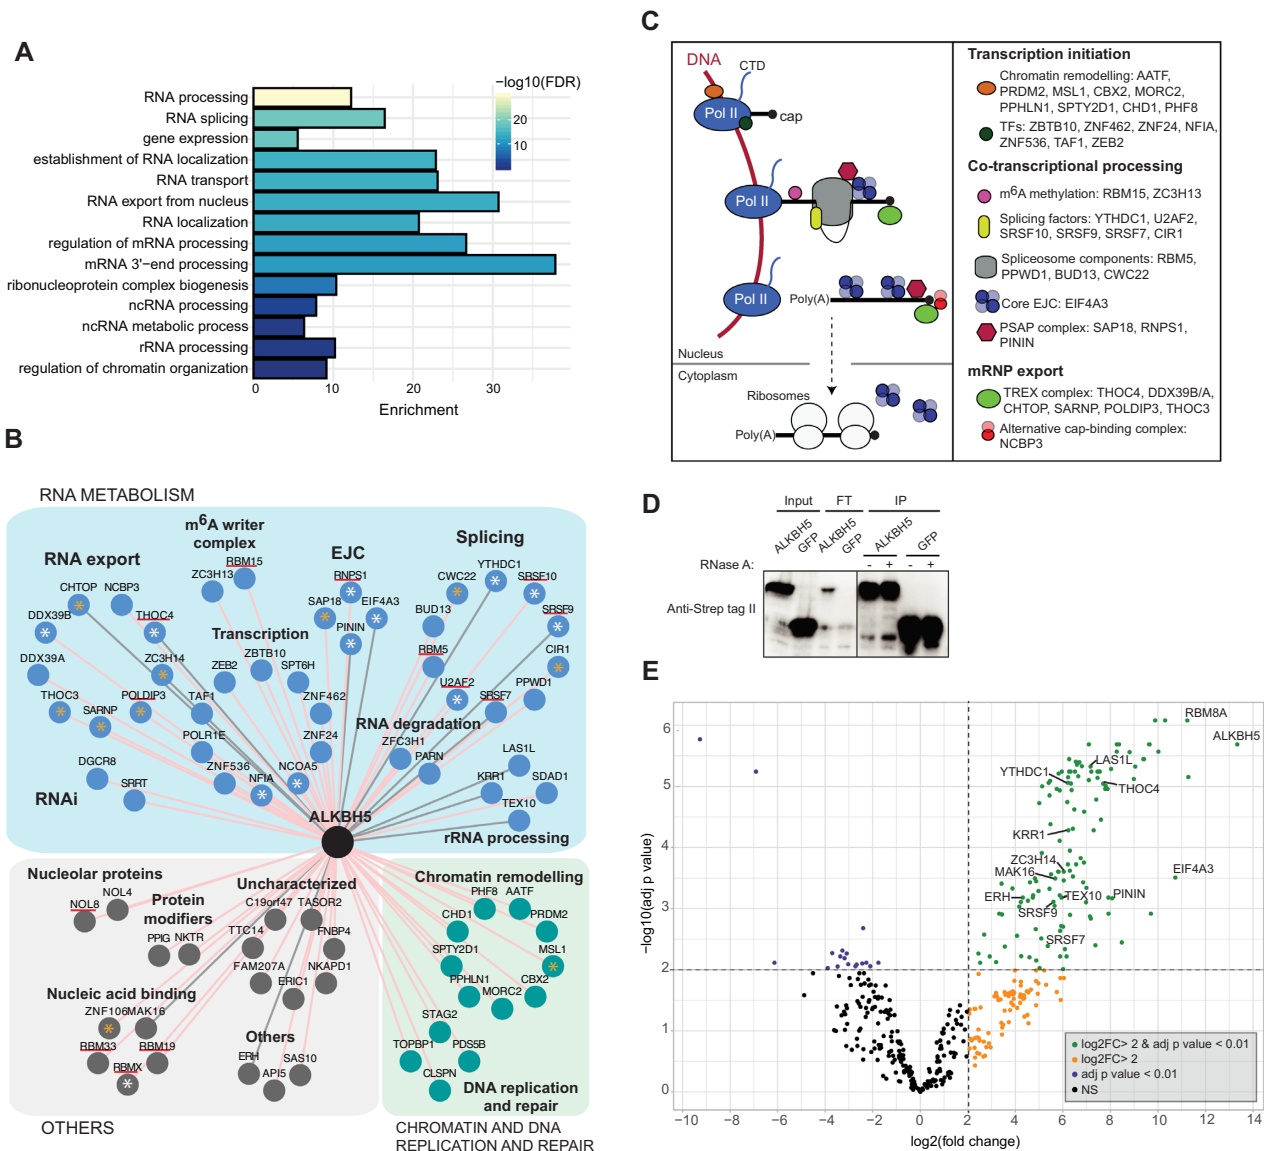 A
−log10(FDR)
20
10
RNA processing
RNA splicing
gene expression
establishment of RNA localization
RNA transport
RNA export from nucleus
RNA localization
regulation of mRNA processing
mRNA 3'−end processing
ribonucleoprotein complex biogenesis
ncRNA processing
ncRNA metabolic process
rRNA processing
regulation of chromatin organization
0 10 20 30
Enrichment
B
RNA METABOLISM
RNA export
m6A writer
complex
EJC
Splicing
CHTOP NCBP3
ZC3H13 RBM15
RNPS1
CWC22 YTHDC1 SRSF10
DDX39B THOC4
SAP18 EIF4A3
BUD13 SRSF9
Transcription
PININ
DDX39A ZC3H14
ZEB2 ZBTB10 SPT6H
RBM5 CIR1
THOC3 SARNP POLDIP3 TAF1
ZNF462
U2AF2 SRSF7 PPWD1
RNA degradation
POLR1E ZNF24
ZFC3H1 PARN LAS1L
DGCR8 SRRT
ZNF536 NFIA NCOA5
KRR1 SDAD1
RNAi
TEX10
ALKBH5
rRNA processing
Nucleolar proteins
NOL8 NOL4
Protein
modifiers
PPIG NKTR
Uncharacterized
C19orf47 TASOR2
TTC14 FNBP4
FAM207A ERIC1 NKAPD1
Nucleic acid binding
ZNF106 MAK16
RBM33 RBM19
RBMX
Others
ERH API5 SAS10
OTHERS
Chromatin remodelling
PHF8 AATF
CHD1 PRDM2
SPTY2D1 MSL1
PPHLN1 MORC2 CBX2
STAG2
TOPBP1 PDS5B
CLSPN
DNA replication
and repair
CHROMATIN AND DNA
REPLICATION AND REPAIR
C
DNA CTD
Pol II cap
Pol II
Pol II
Poly(A)
Nucleus
Cytoplasm
Ribosomes
Poly(A)
Transcription initiation
Chromatin remodelling: AATF,
PRDM2, MSL1, CBX2, MORC2,
PPHLN1, SPTY2D1, CHD1, PHF8
TFs: ZBTB10, ZNF462, ZNF24, NFIA,
ZNF536, TAF1, ZEB2
Co-transcriptional processing
m6A methylation: RBM15, ZC3H13
Splicing factors: YTHDC1, U2AF2,
SRSF10, SRSF9, SRSF7, CIR1
Spliceosome components: RBM5,
PPWD1, BUD13, CWC22
Core EJC: EIF4A3
PSAP complex: SAP18, RNPS1,
PININ
mRNP export
TREX complex: THOC4, DDX39B/A,
CHTOP, SARNP, POLDIP3, THOC3
Alternative cap-binding complex:
NCBP3
D
Input FT IP
ALKBH5 GFP ALKBH5 GFP ALKBH5 GFP
RNase A: - + - +
Anti-Strep tag II
E
−log10(adj p value)
6
5
4
3
2
1
0
RBM8A
ALKBH5
LAS1L
YTHDC1
THOC4
KRR1
ZC3H14
MAK16
EIF4A3
ERH
TEX10
PININ
SRSF9
SRSF7
log2FC> 2 & adj p value < 0.01
log2FC> 2
adj p value < 0.01
NS
−10 −8 −6 −4 −2 0 2 4 6 8 10 12 14
log2(fold change)